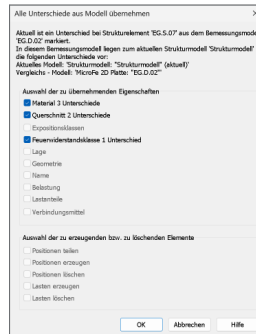 Alle Unterschiede aus Modell übernehmen
Aktuell ist ein Unterschied bei Strukturelement 'EG.S.07' aus dem Bemessungsmodell
'EG.D.02' markiert.
In diesem Bemessungsmodell liegen zum aktuellen Strukturmodell 'Strukturmodell'
die folgenden Unterschiede vor:
Aktuelles Modell: 'Strukturmodell: "Strukturmodell" (aktuell)'
Vergleichs - Modell: 'MicroFe 2D Platte: "EG.D.02"'
Auswahl der zu übernehmenden Eigenschaften
Material 3 Unterschiede
Querschnitt 2 Unterschiede
Expositionsklassen
Feuerwiderstandsklasse 1 Unterschied
Lage
Geometrie
Name
Belastung
Lastanteile
Verbindungsmittel
Auswahl der zu erzeugenden bzw. zu löschenden Elemente
Positionen teilen
Positionen erzeugen
Positionen löschen
Lasten erzeugen
Lasten löschen
OK Abbrechen Hilfe